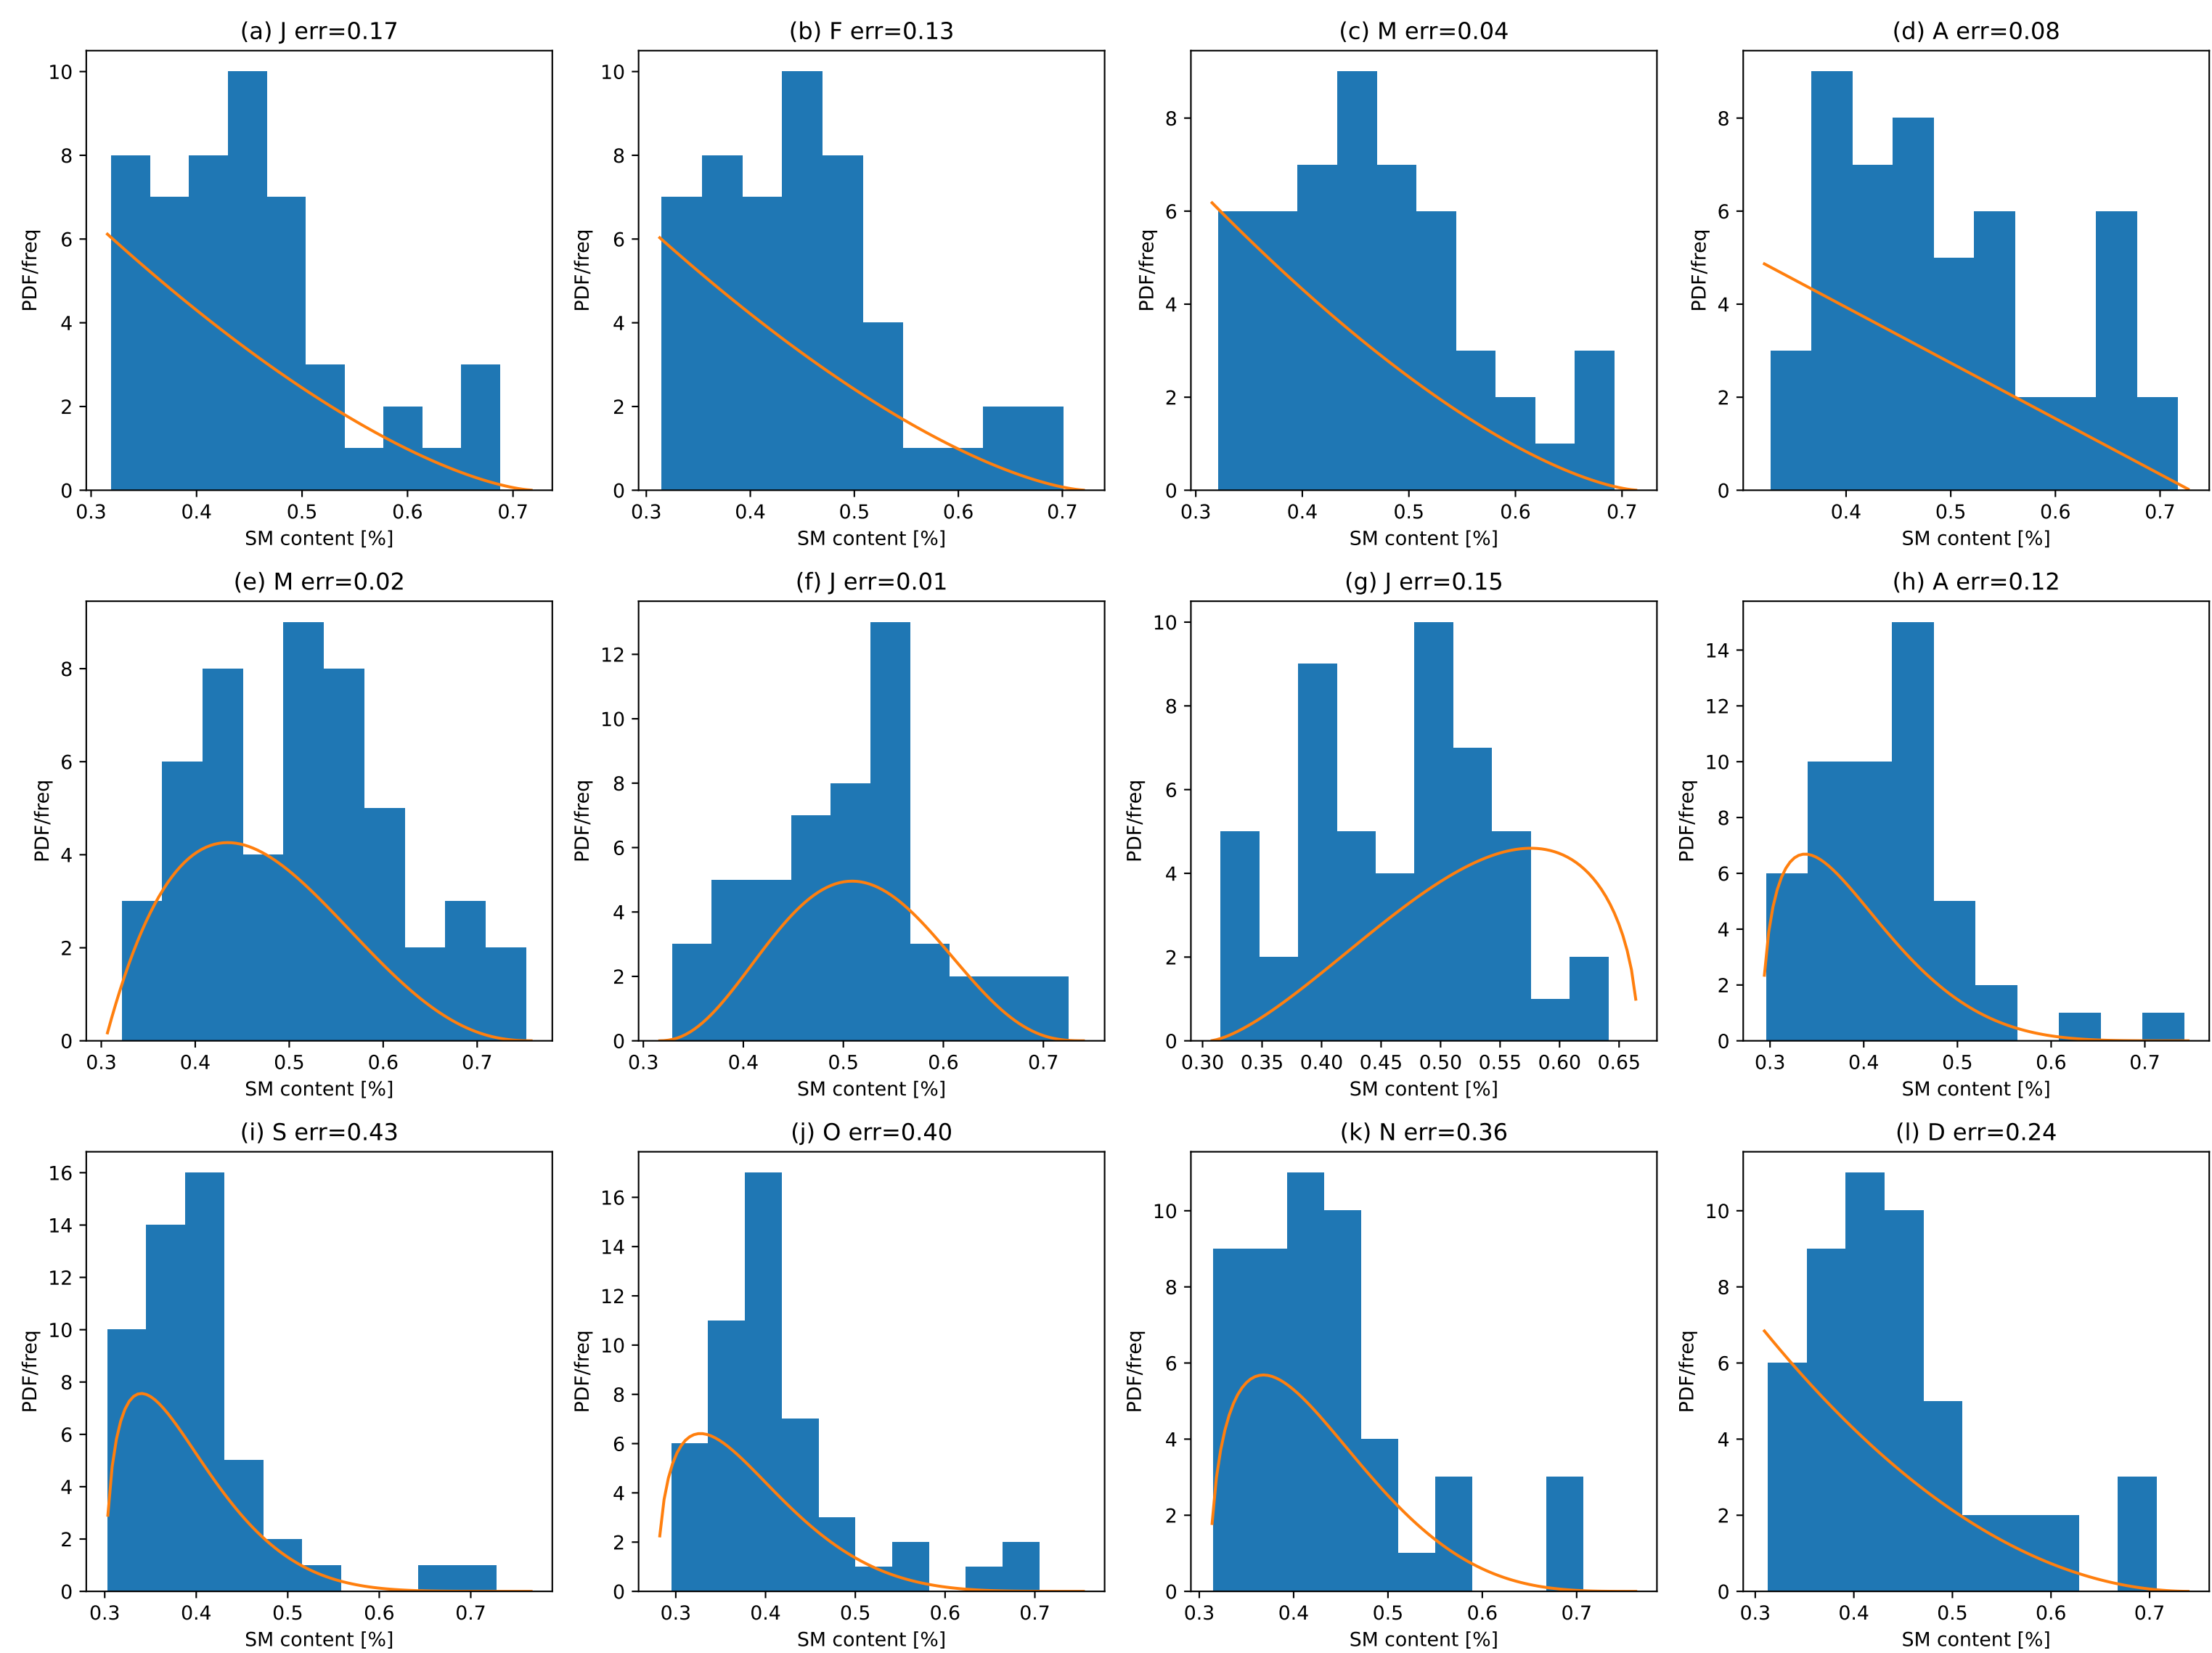 (a) J err=0.17
(b) F err=0.13
(c) M err=0.04
(d) A err=0.08
PDF/freq
10
8
6
4
2
0
0.3 0.4 0.5 0.6 0.7
SM content [%]
PDF/freq
10
8
6
4
2
0
0.3 0.4 0.5 0.6 0.7
SM content [%]
PDF/freq
8
6
4
2
0
0.3 0.4 0.5 0.6 0.7
SM content [%]
PDF/freq
8
6
4
2
0
0.4 0.5 0.6 0.7
SM content [%]
(e) M err=0.02
(f) J err=0.01
(g) J err=0.15
(h) A err=0.12
PDF/freq
8
6
4
2
0
0.3 0.4 0.5 0.6 0.7
SM content [%]
PDF/freq
12
10
8
6
4
2
0
0.3 0.4 0.5 0.6 0.7
SM content [%]
PDF/freq
10
8
6
4
2
0
0.30 0.35 0.40 0.45 0.50 0.55 0.60 0.65
SM content [%]
PDF/freq
14
12
10
8
6
4
2
0
0.3 0.4 0.5 0.6 0.7
SM content [%]
(i) S err=0.43
(j) O err=0.40
(k) N err=0.36
(l) D err=0.24
PDF/freq
16
14
12
10
8
6
4
2
0
0.3 0.4 0.5 0.6 0.7
SM content [%]
PDF/freq
16
14
12
10
8
6
4
2
0
0.3 0.4 0.5 0.6 0.7
SM content [%]
PDF/freq
10
8
6
4
2
0
0.3 0.4 0.5 0.6 0.7
SM content [%]
PDF/freq
10
8
6
4
2
0
0.3 0.4 0.5 0.6 0.7
SM content [%]